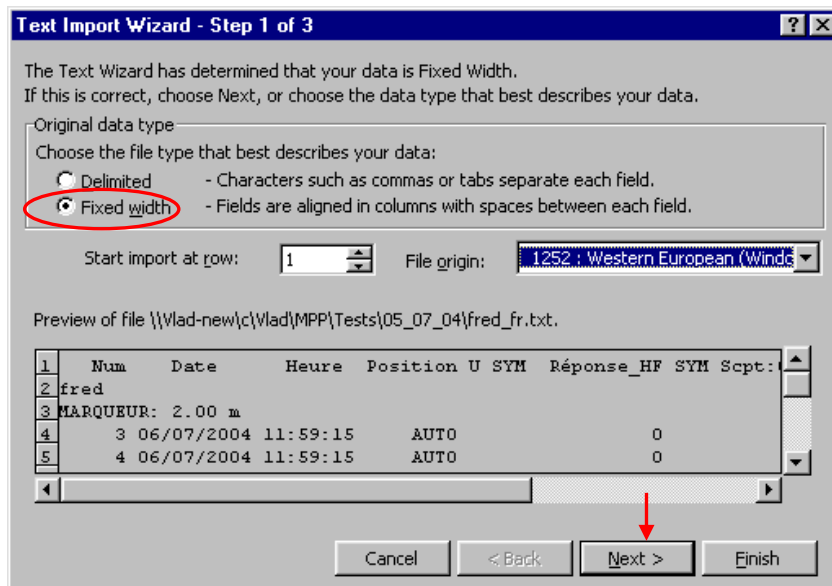 Text Import Wizard - Step 1 of 3
The Text Wizard has determined that your data is Fixed Width.
If this is correct, choose Next, or choose the data type that best describes your data.
Original data type
Choose the file type that best describes your data:
Delimited - Characters such as commas or tabs separate each field.
Fixed width - Fields are aligned in columns with spaces between each field.
Start import at row: 1 File origin: 1252 : Western European (Windo
Preview of file \\Vlad-new\c\Vlad\MPP\Tests\05_07_04\fred_fr.txt.
1 Num Date Heure Position U SYM Réponse_HF SYM Scpt:
2 fred
3 MARQUEUR: 2.00 m
4 3 06/07/2004 11:59:15 AUTO 0
5 4 06/07/2004 11:59:15 AUTO 0
Cancel < Back Next > Finish